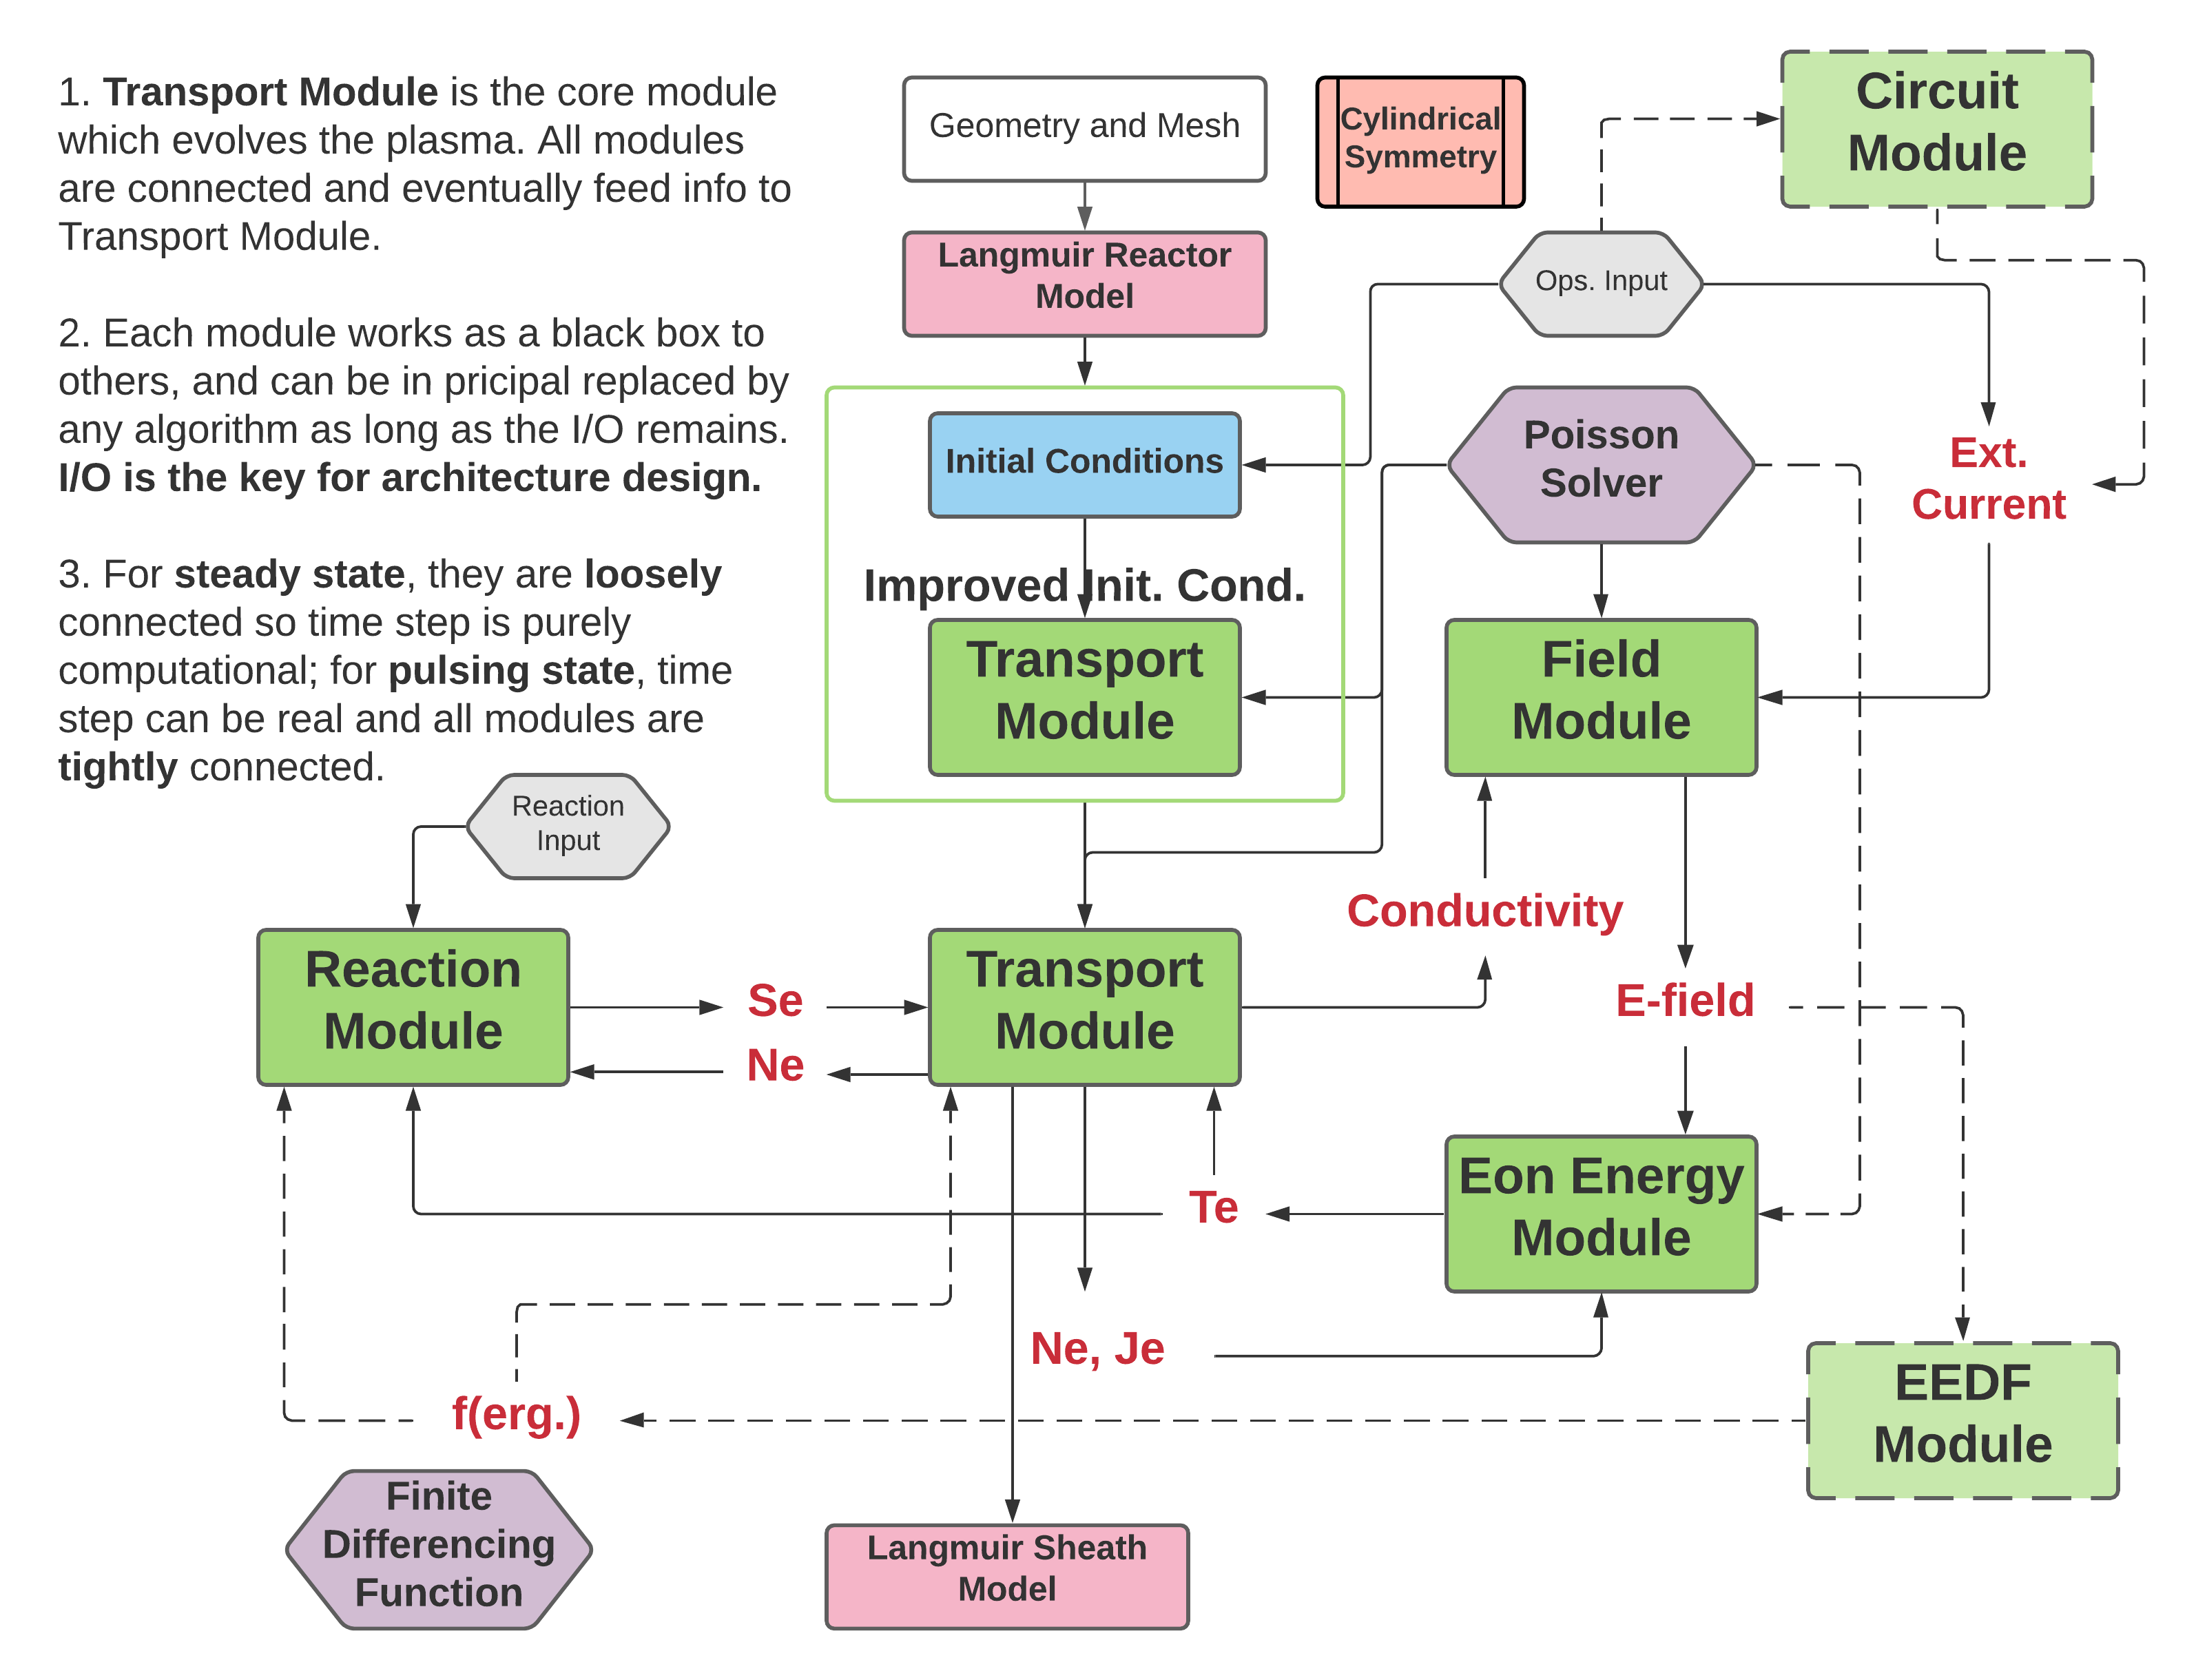 1. Transport Module is the core module
which evolves the plasma. All modules
are connected and eventually feed info to
Transport Module.
2. Each module works as a black box to
others, and can be in pricipal replaced by
any algorithm as long as the I/O remains.
I/O is the key for architecture design.
3. For steady state, they are loosely
connected so time step is purely
computational; for pulsing state, time
step can be real and all modules are
tightly connected.
Geometry and Mesh
Cylindrical
Symmetry
Circuit
Module
Langmuir Reactor
Model
Ops. Input
Initial Conditions
Poisson
Solver
Ext.
Current
Improved Init. Cond.
Transport
Module
Field
Module
Reaction
Input
Conductivity
Reaction
Module
Se
Ne
Transport
Module
E-field
Te
Eon Energy
Module
Ne, Je
f(erg.)
EEDF
Module
Finite
Differencing
Function
Langmuir Sheath
Model